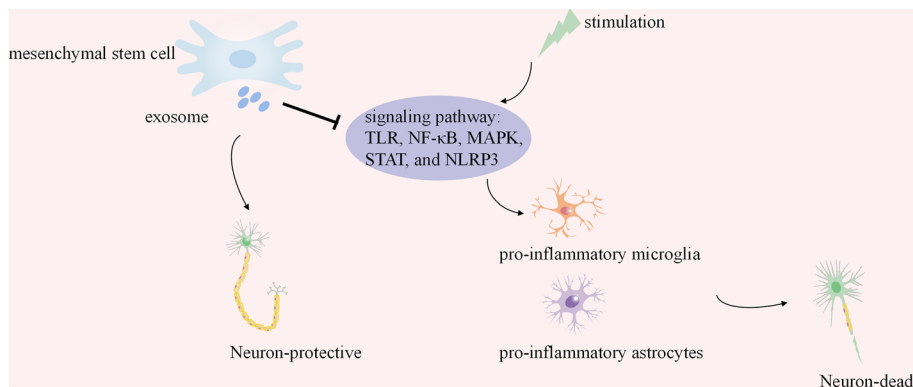 stimulation
mesenchymal stem cell
exosome
signaling pathway:
TLR, NF-κB, MAPK,
STAT, and NLRP3
pro-inflammatory microglia
Neuron-protective
pro-inflammatory astrocytes
Neuron-dead